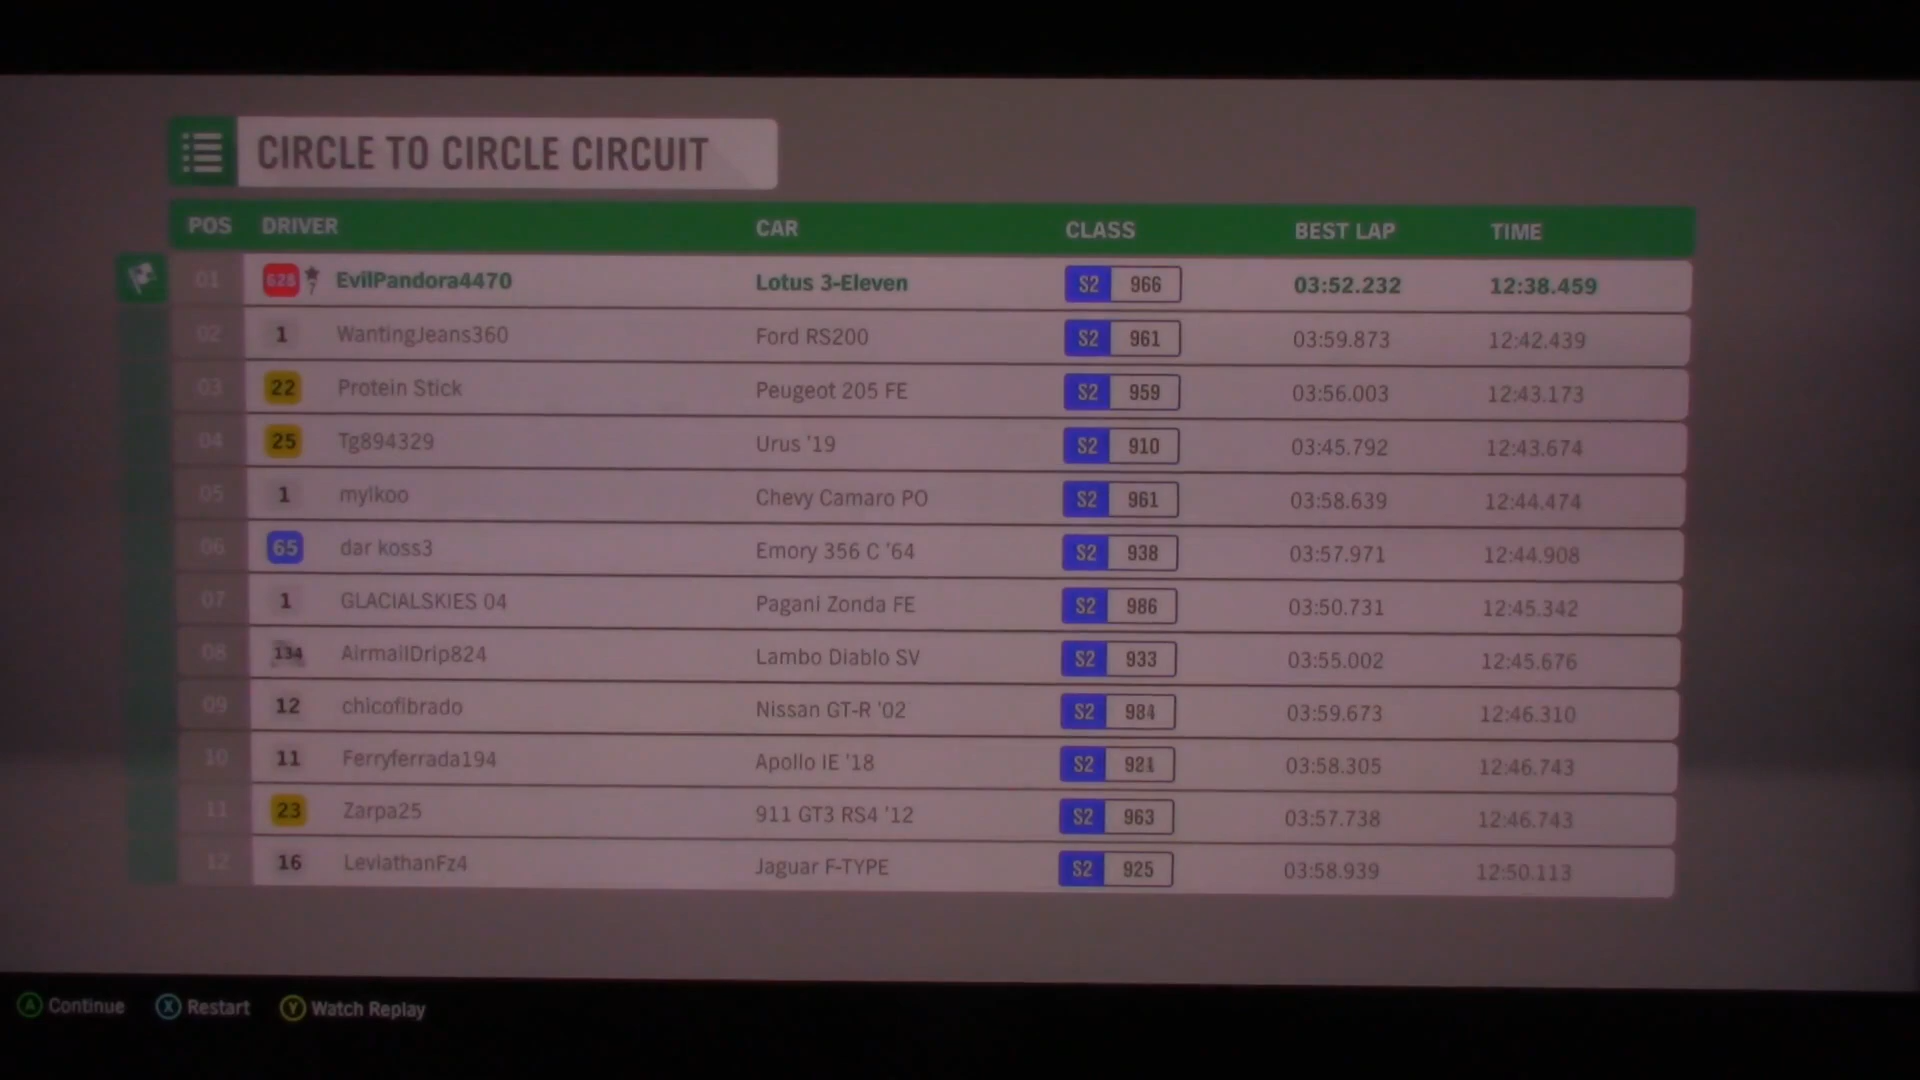 CIRCLE TO CIRCLE CIRCUIT
POS DRIVER CAR CLASS BEST LAP TIME
01 628 7 EvilPandora4470 Lotus 3-Eleven S2 966 03:52.232 12:38.459
02 1 WantingJeans360 Ford RS200 S2 961 03:59.873 12:42.439
03 22 Protein Stick Peugeot 205 FE S2 959 03:56.003 12:43.173
04 25 Tg894329 Urus '19 S2 910 03:45.792 12:43.674
05 1 mylkoo Chevy Camaro PO S2 961 03:58.639 12:44.474
06 65 dar koss3 Emory 356 C '64 S2 938 03:57.971 12:44.908
07 1 GLACIALSKIES 04 Pagani Zonda FE S2 986 03:50.731 12:45.342
08 134 AirmailDrip824 Lambo Diablo SV S2 933 03:55.002 12:45.676
09 12 chicofibrado Nissan GT-R '02 S2 984 03:59.673 12:46.310
10 11 Ferryferrada194 Apollo IE '18 S2 921 03:58.305 12:46.743
11 23 Zarpa25 911 GT3 RS4 '12 S2 963 03:57.738 12:46.743
12 16 LeviathanFz4 Jaguar F-TYPE S2 925 03:58.939 12:50.113
A Continue X Restart Y Watch Replay